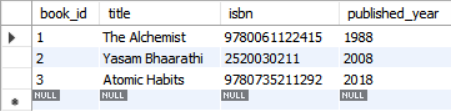 book_id title isbn published_year
1 The Alchemist 9780061122415 1988
2 Yasam Bhaarathi 2520030211 2008
3 Atomic Habits 9780735211292 2018
NULL NULL NULL NULL